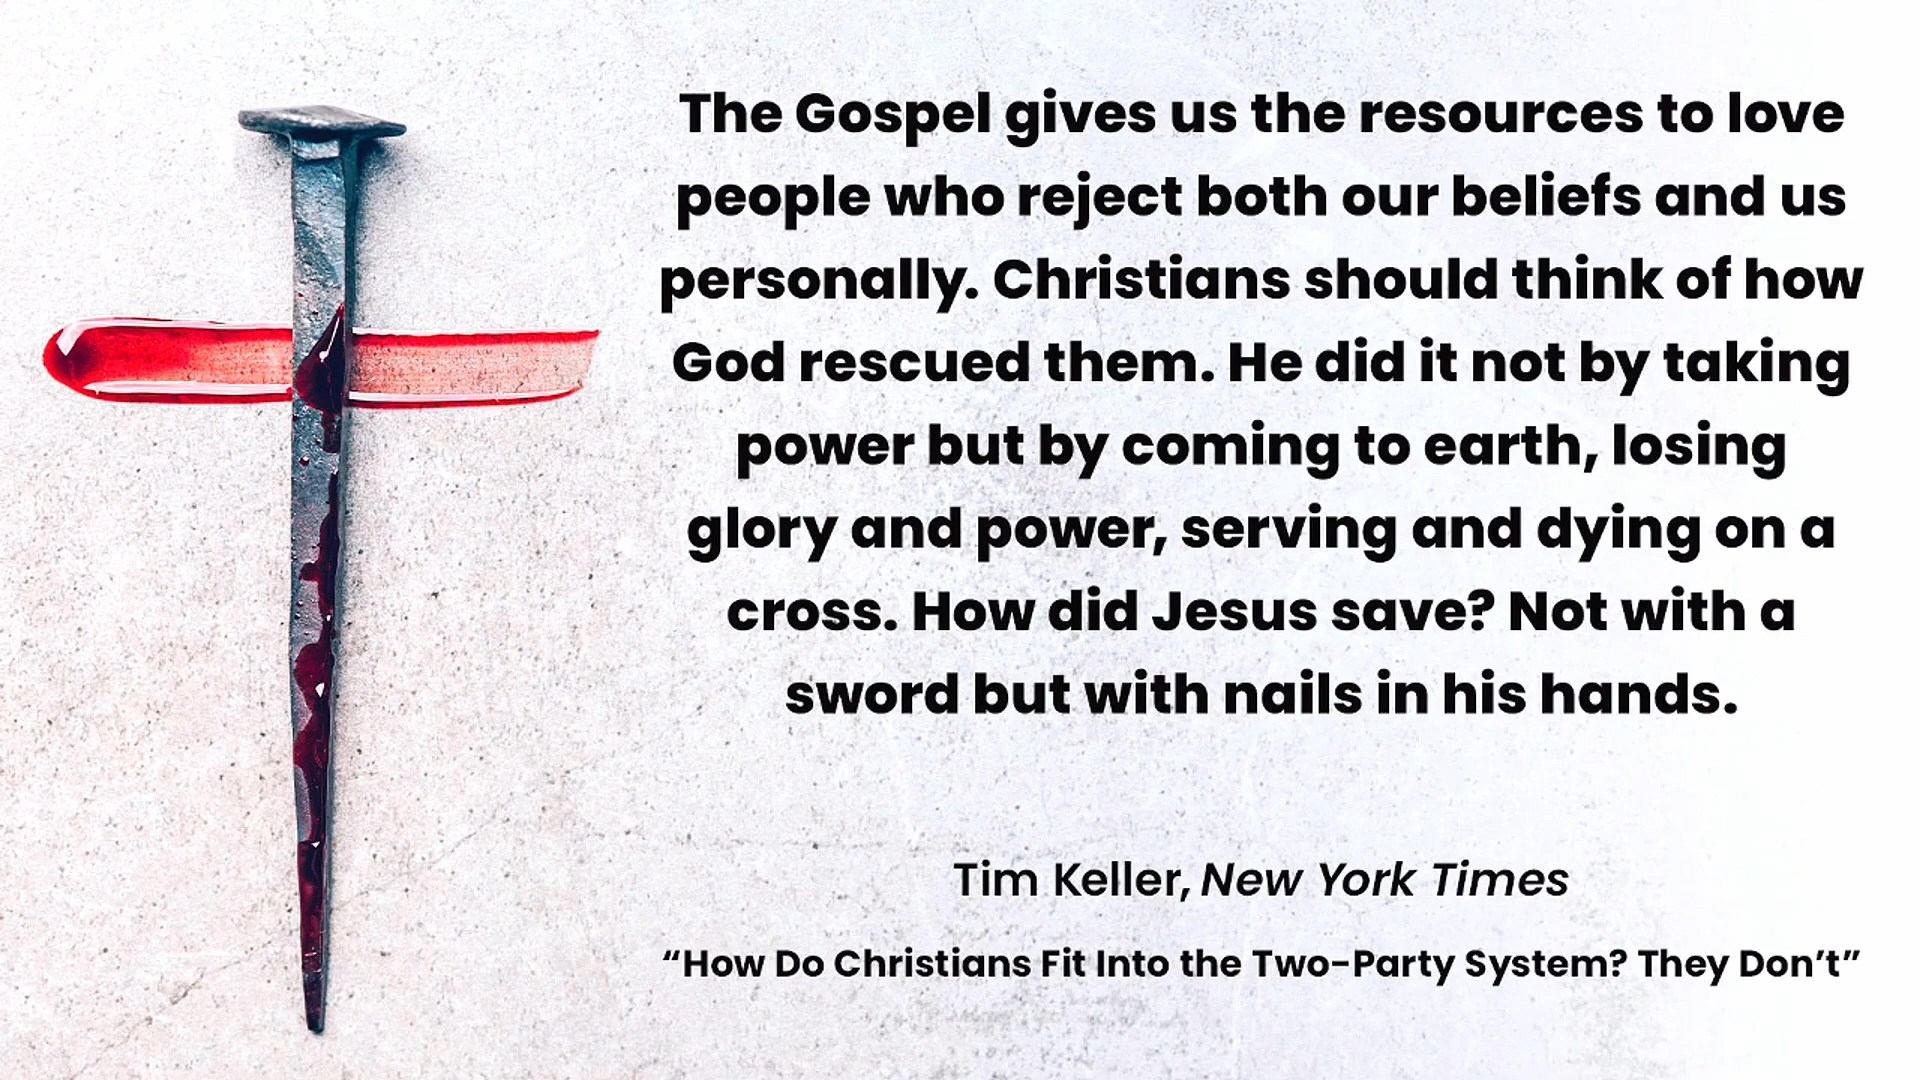 The Gospel gives us the resources to love
people who reject both our beliefs and us
personally. Christians should think of how
God rescued them. He did it not by taking
power but by coming to earth, losing
glory and power, serving and dying on a
cross. How did Jesus save? Not with a
sword but with nails in his hands.
Tim Keller, New York Times
“How Do Christians Fit Into the Two-Party System? They Don’t”